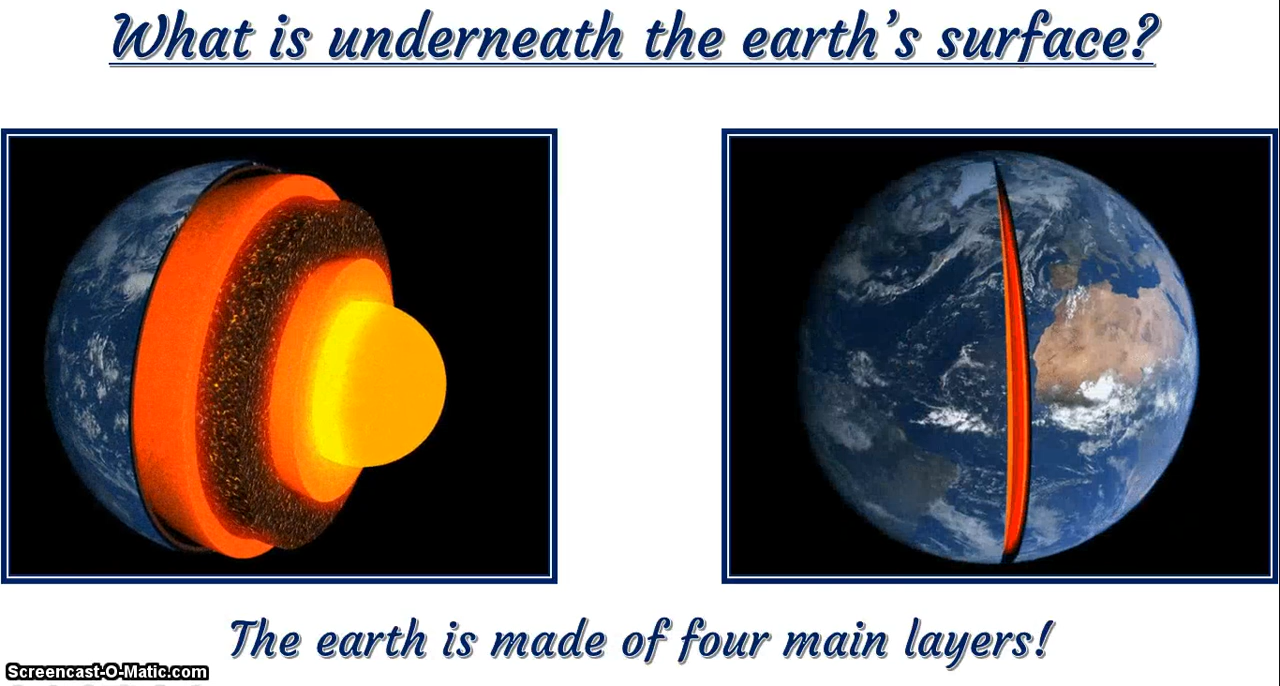 What is underneath the earth's surface?
The earth is made of four main layers!
Screencast-O-Matic.com